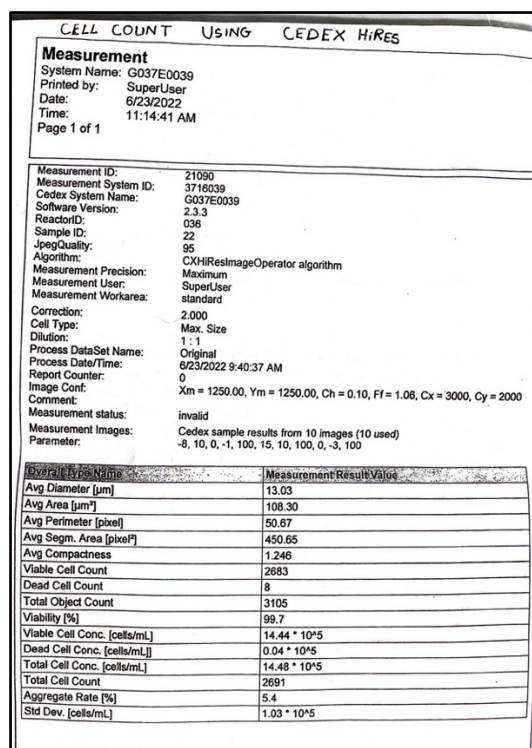 CELL COUNT USING CEDEX HiRES
Measurement
System Name: G037E0039
Printed by: SuperUser
Date: 6/23/2022
Time: 11:14:41 AM
Page 1 of 1
Measurement ID: 21090
Measurement System ID: 3716039
Cedex System Name: G037E0039
Software Version: 2.3.3
ReactorID: 036
Sample ID: 22
JpegQuality: 95
Algorithm: CXHiResImageOperator algorithm
Measurement Precision: Maximum
Measurement User: SuperUser
Measurement Workarea: standard
Correction: 2.000
Cell Type: Max. Size
Dilution: 1 : 1
Process DataSet Name: Original
Process Date/Time: 6/23/2022 9:40:37 AM
Report Counter: 0
Image Conf: Xm = 1250.00, Ym = 1250.00, Ch = 0.10, Ff = 1.06, Cx = 3000, Cy = 2000
Comment:
Measurement status: invalid
Measurement Images: Cedex sample results from 10 images (10 used)
Parameter: -8, 10, 0, -1, 100, 15, 10, 100, 0, -3, 100
Overall Type Name Measurement Result Value
Avg Diameter [µm] 13.03
Avg Area [µm²] 108.30
Avg Perimeter [pixel] 50.67
Avg Segm. Area [pixel²] 450.65
Avg Compactness 1.246
Viable Cell Count 2683
Dead Cell Count 8
Total Object Count 3105
Viability [%] 99.7
Viable Cell Conc. [cells/mL] 14.44 * 10^5
Dead Cell Conc. [cells/mL]] 0.04 * 10^5
Total Cell Conc. [cells/mL] 14.48 * 10^5
Total Cell Count 2691
Aggregate Rate [%] 5.4
Std Dev. [cells/mL] 1.03 * 10^5